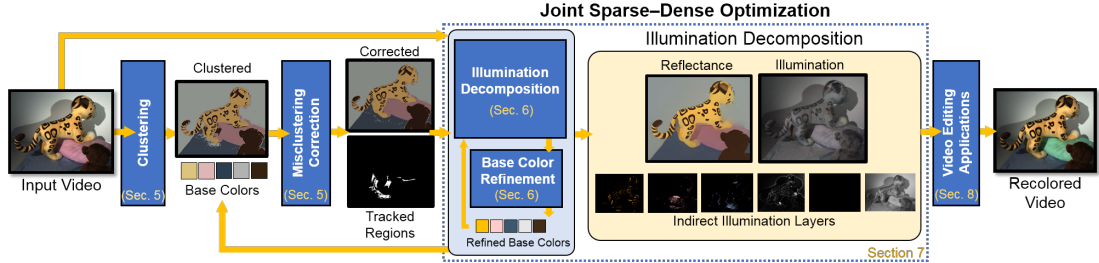 Joint Sparse–Dense Optimization
Input Video
Clustering
(Sec. 5)
Clustered
Base Colors
Misclustering
Correction
(Sec. 5)
Corrected
Tracked
Regions
Illumination
Decomposition
(Sec. 6)
Base Color
Refinement
(Sec. 6)
Refined Base Colors
Illumination Decomposition
Reflectance
Illumination
Indirect Illumination Layers
Section 7
Video Editing
Applications
(Sec. 8)
Recolored
Video